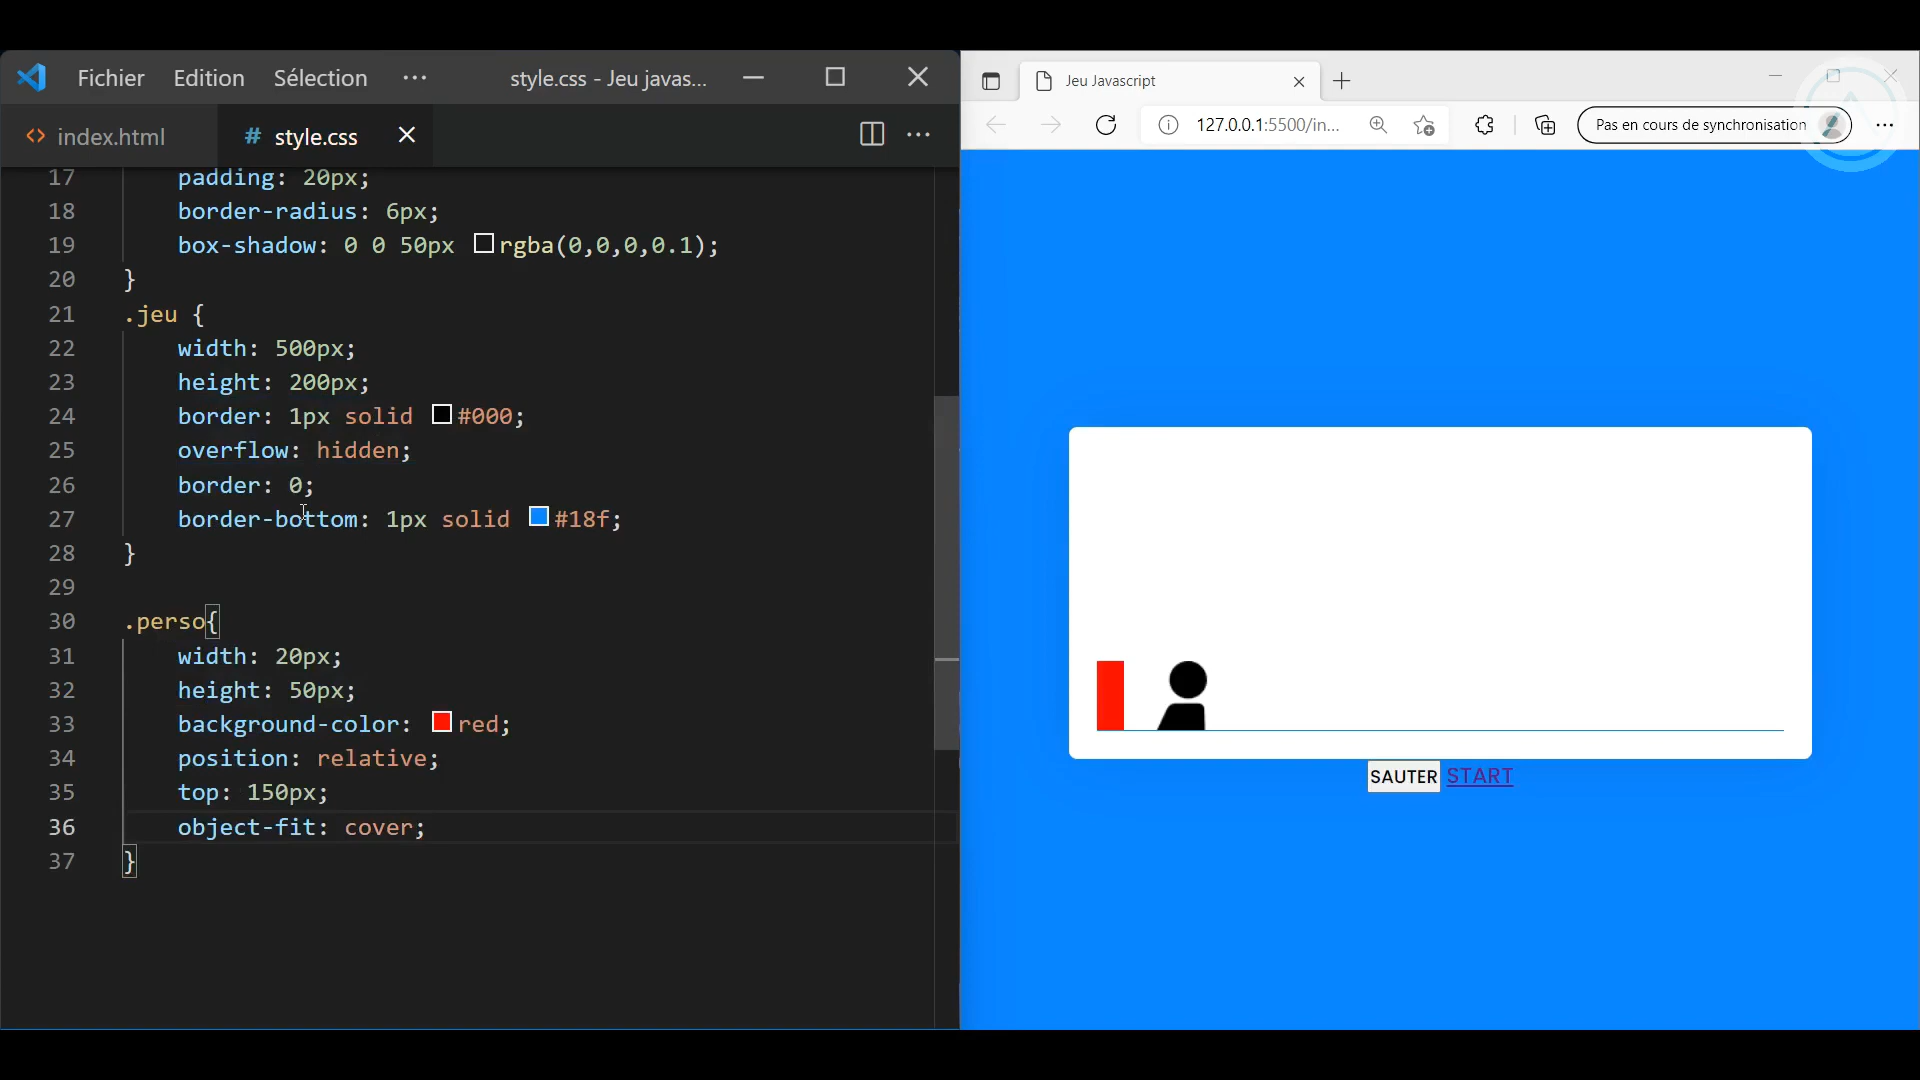 Fichier Edition Sélection ··· style.css - Jeu javas...
index.html # style.css
17 padding: 20px;
18 border-radius: 6px;
19 box-shadow: 0 0 50px rgba(0,0,0,0.1);
20 }
21 .jeu {
22 width: 500px;
23 height: 200px;
24 border: 1px solid #000;
25 overflow: hidden;
26 border: 0;
27 border-bottom: 1px solid #18f;
28 }
29
30 .perso{
31 width: 20px;
32 height: 50px;
33 background-color: red;
34 position: relative;
35 top: 150px;
36 object-fit: cover;
37 }
Jeu Javascript
127.0.0.1:5500/in... Pas en cours de synchronisation
SAUTER START